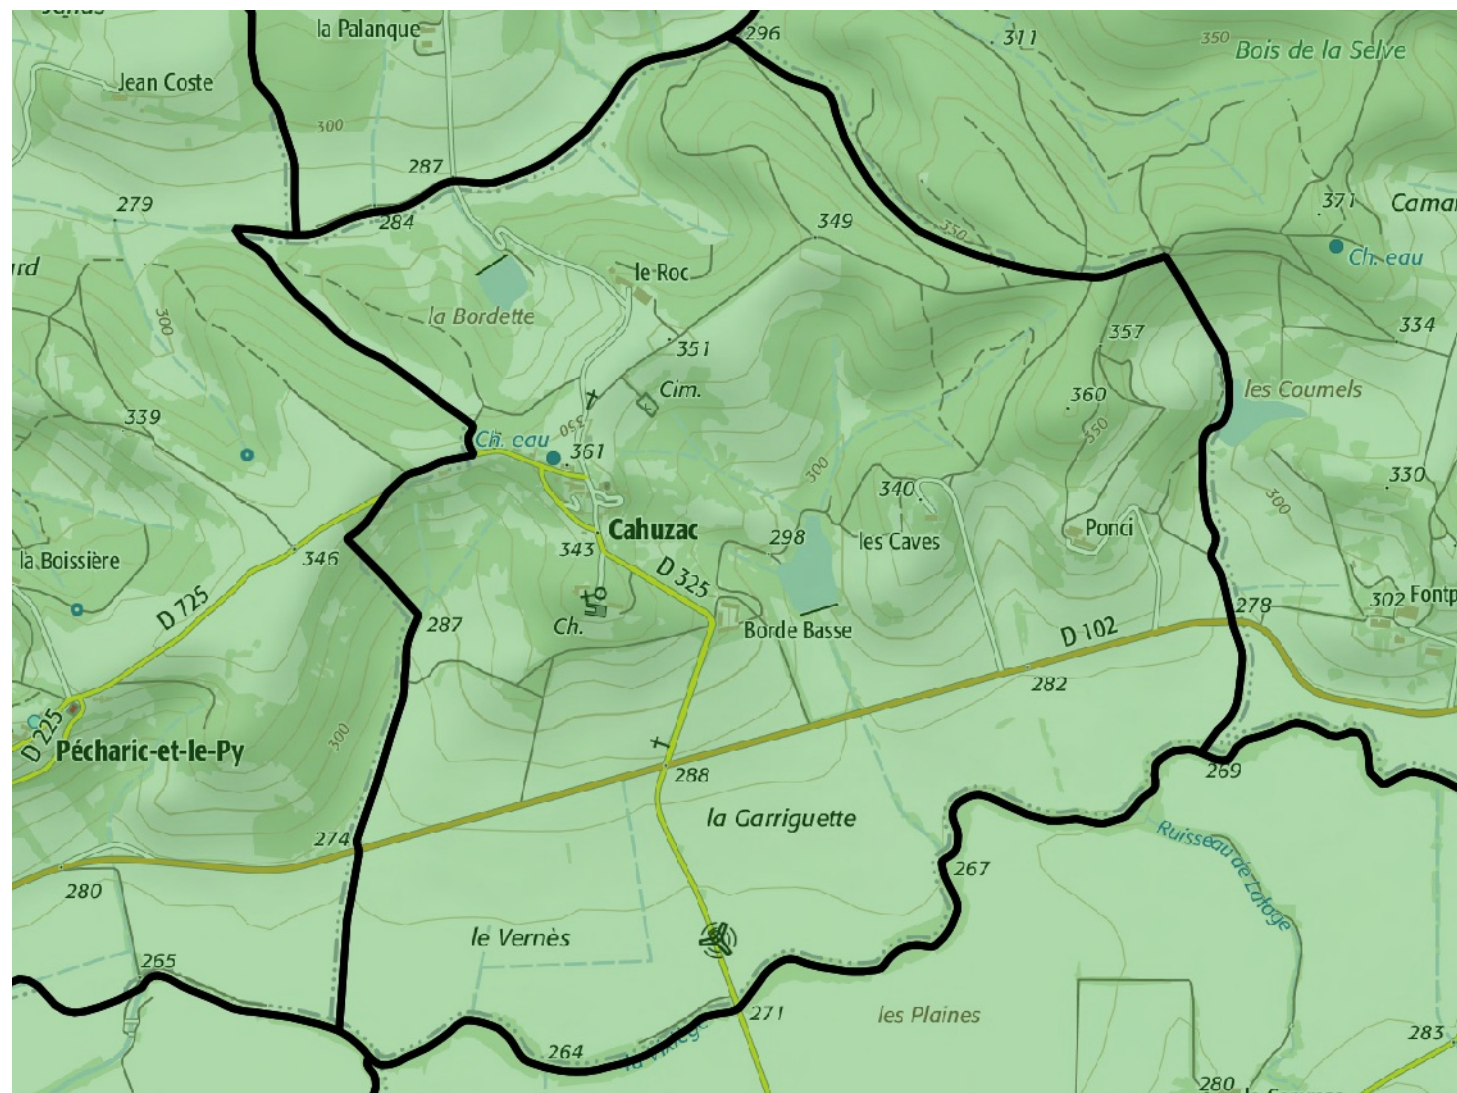 la Palanque
296
311
350
Bois de la Selve
Jean Coste
300
287
279
284
349
350
371
Ch. eau
le Roc
300
la Bordette
351
357
334
Cim.
360
les Coumels
339
350
Ch. eau
361
350
300
340
330
300
Cahuzac
298
les Caves
Ponci
la Boissière
346
343
D 325
D 725
287
Ch.
Borde Basse
D 102
278
302
282
D 225
Pécharic-et-le-Py
300
288
269
274
la Garriguette
Ruisseau de Lafage
280
267
le Vernès
265
271
les Plaines
264
283
280